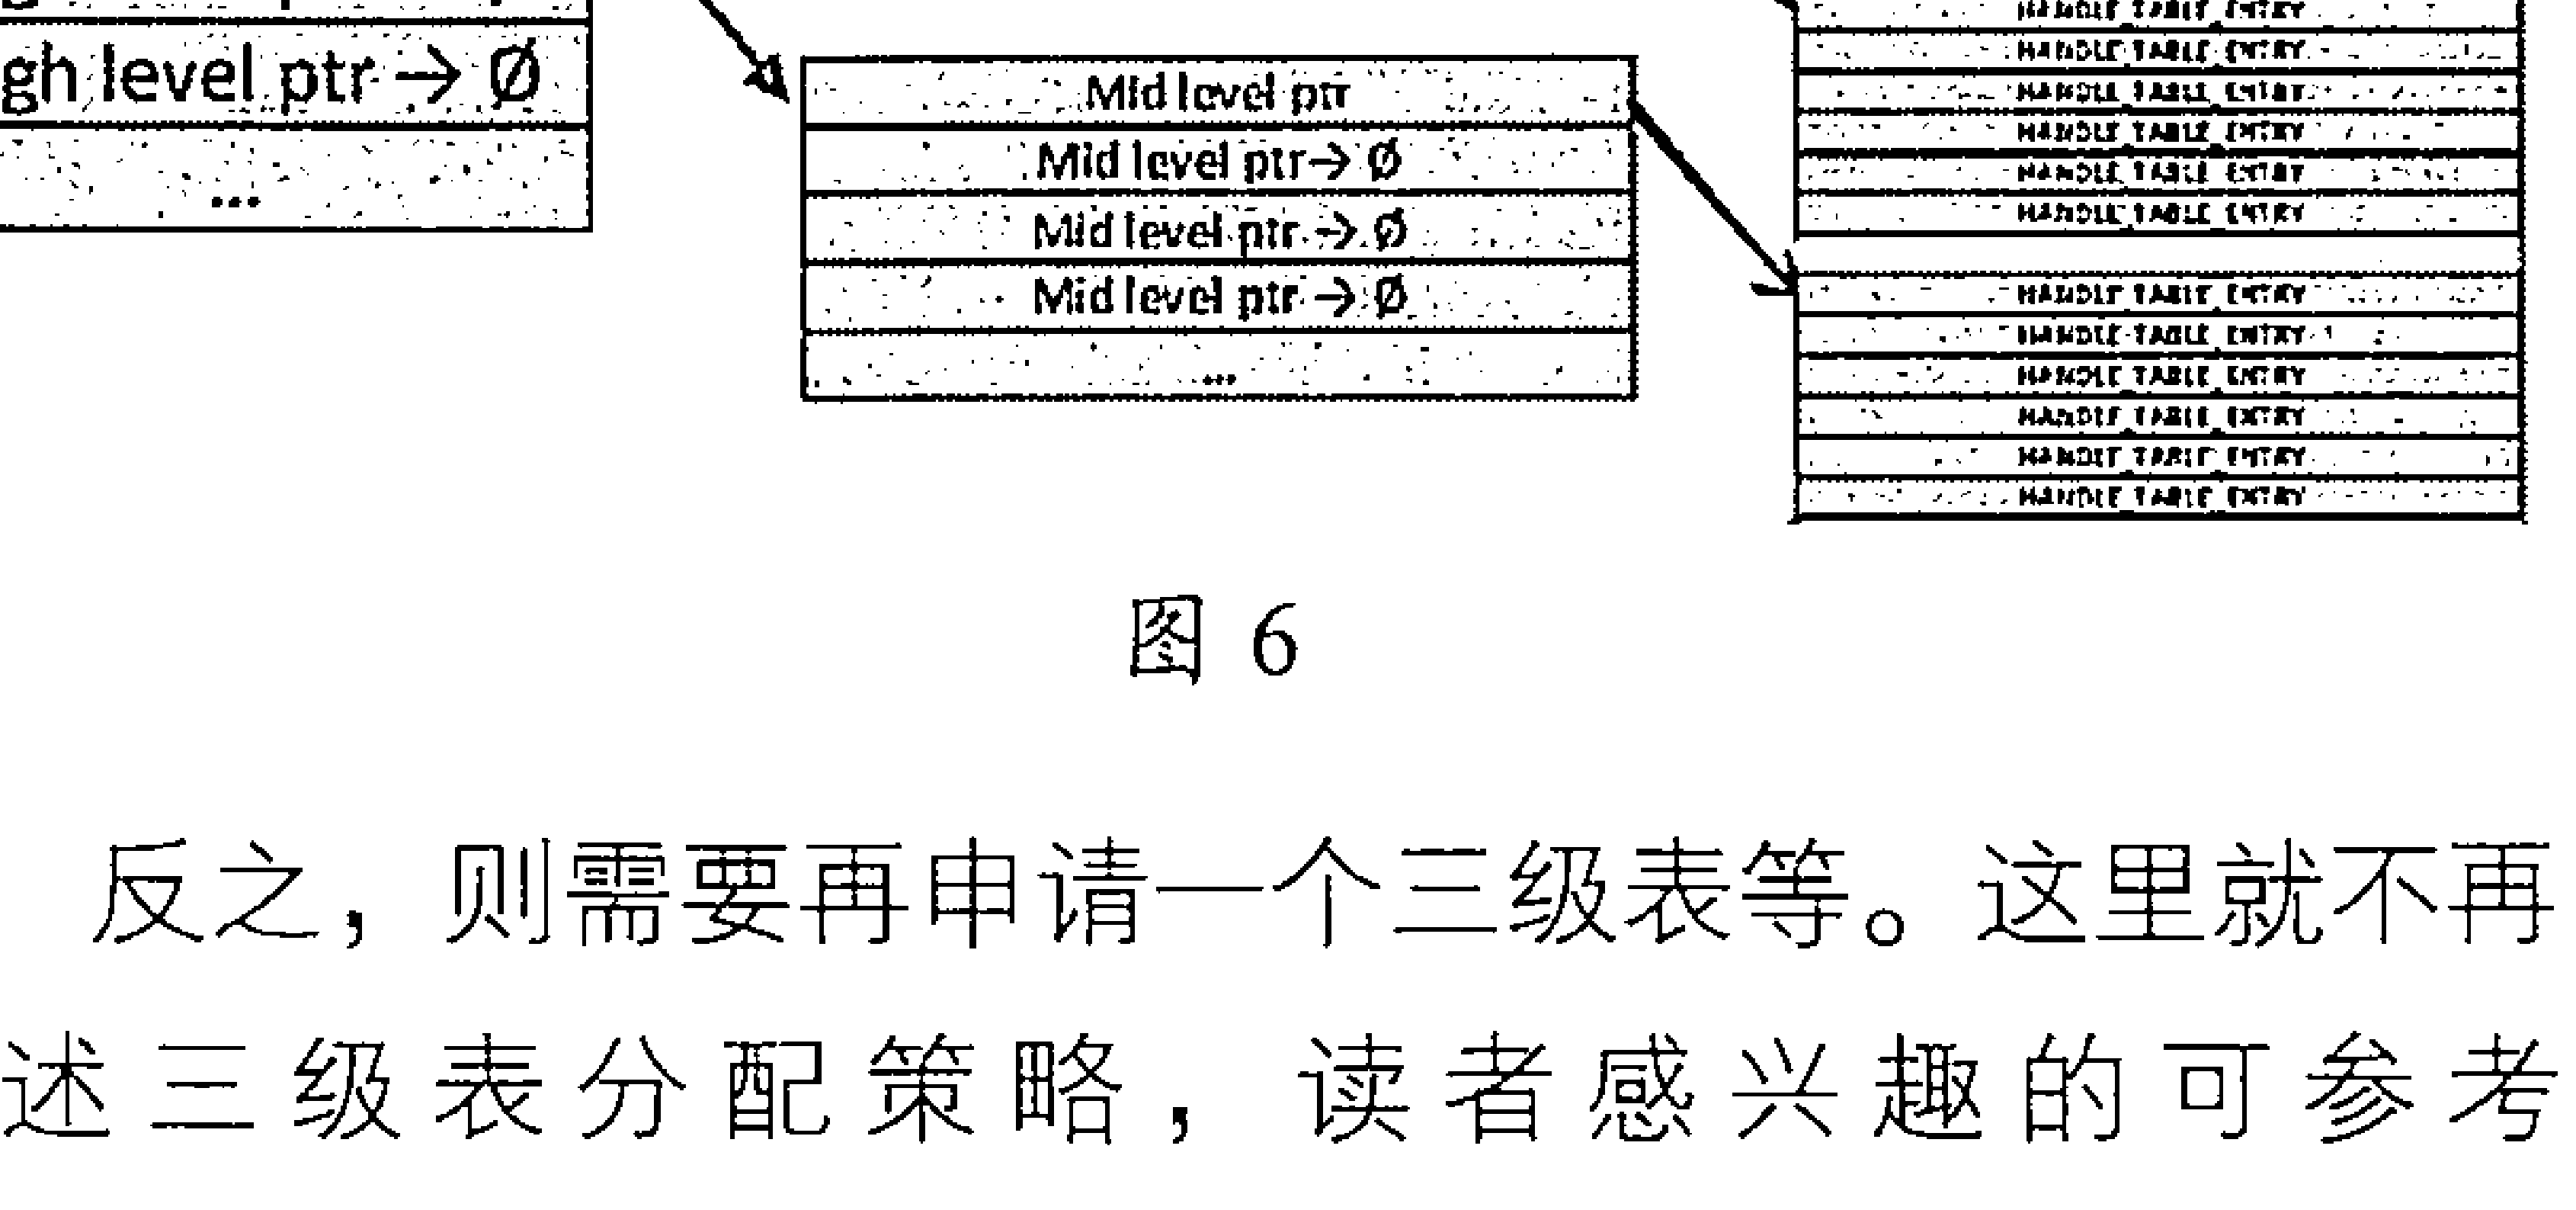 gh level ptr → Ø
...
Mid level ptr
Mid level ptr → Ø
Mid level ptr → Ø
Mid level ptr → Ø
...
HANDLE_TABLE_ENTRY
HANDLE_TABLE_ENTRY
HANDLE_TABLE_ENTRY
HANDLE_TABLE_ENTRY
HANDLE_TABLE_ENTRY
HANDLE_TABLE_ENTRY
HANDLE_TABLE_ENTRY
HANDLE_TABLE_ENTRY
HANDLE_TABLE_ENTRY
HANDLE_TABLE_ENTRY
HANDLE_TABLE_ENTRY
HANDLE_TABLE_ENTRY
图 6
反之，则需要再申请一个三级表等。这里就不再
述三级表分配策略，读者感兴趣的可参考